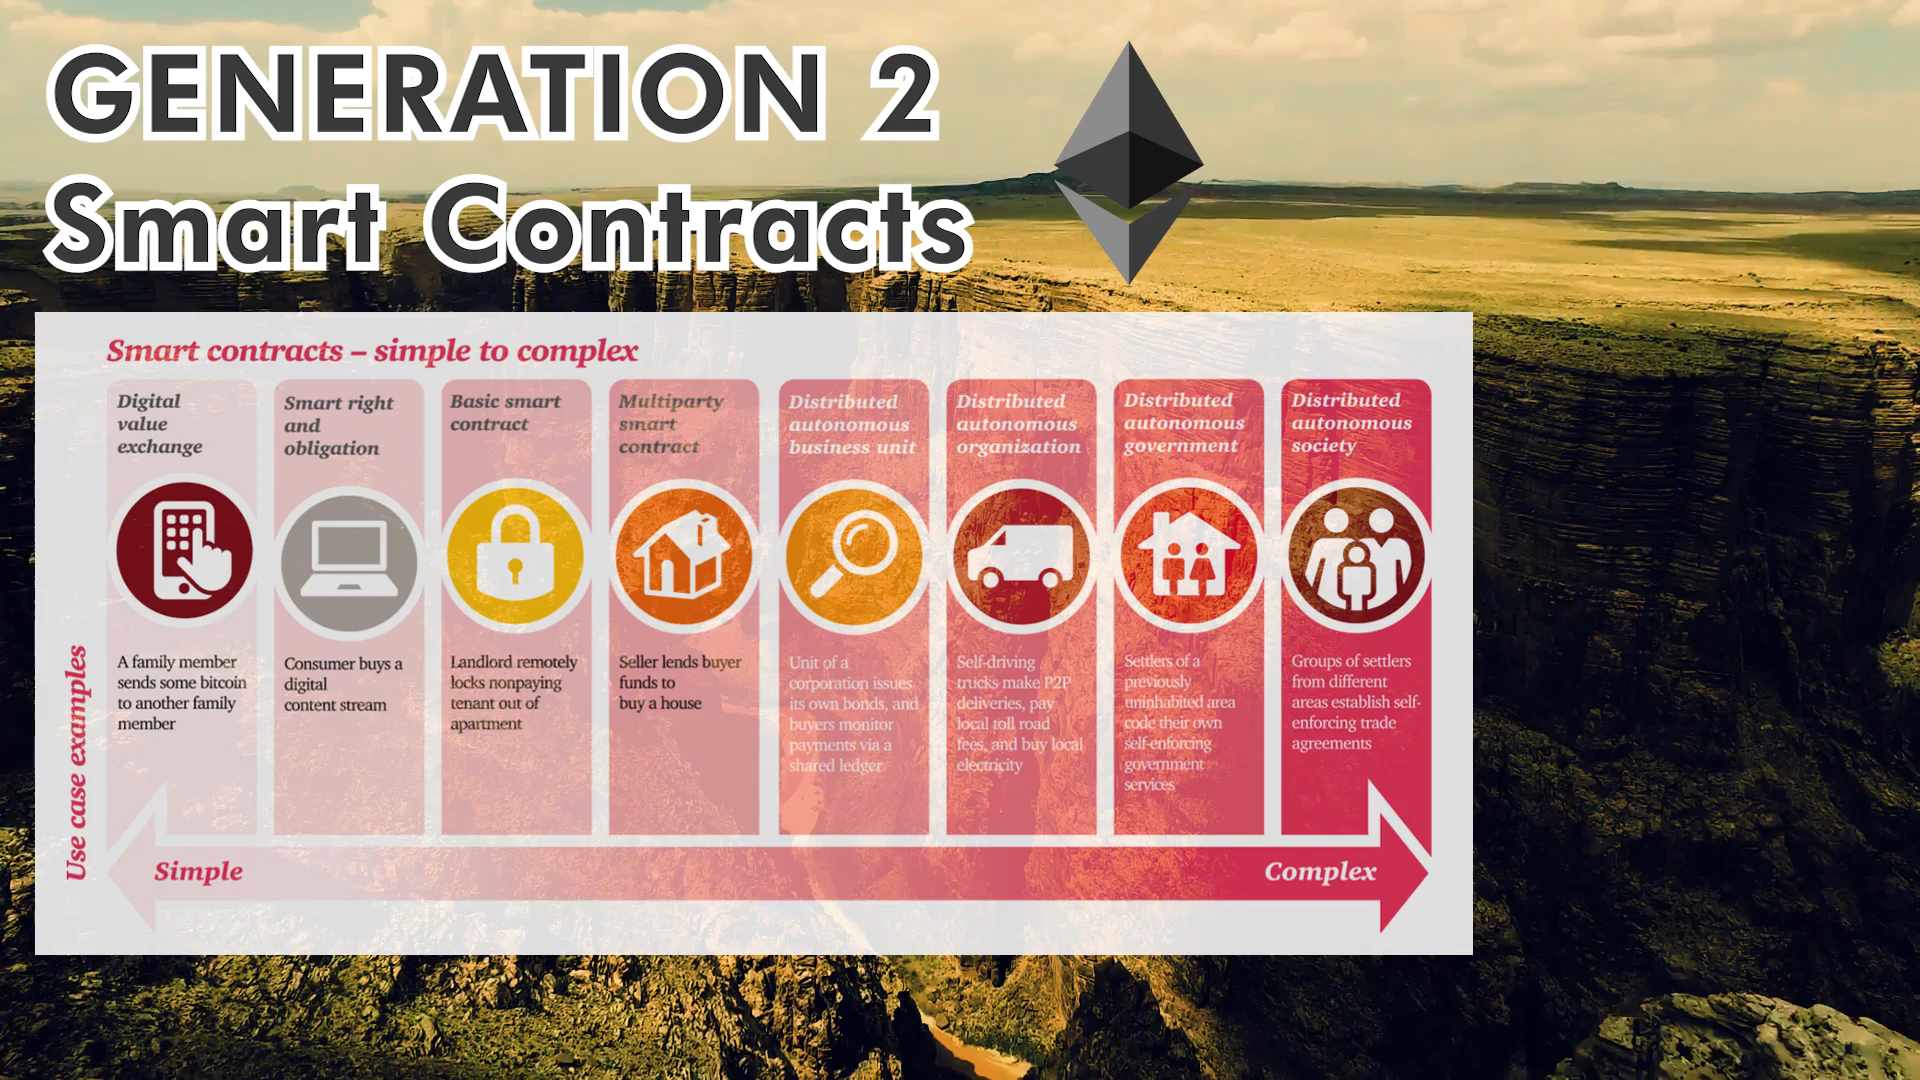 GENERATION 2
Smart Contracts
Smart contracts – simple to complex
Digital
value
exchange
A family member
sends some bitcoin
to another family
member
Smart right
and
obligation
Consumer buys a
digital
content stream
Basic smart
contract
Landlord remotely
locks nonpaying
tenant out of
apartment
Multiparty
smart
contract
Seller lends buyer
funds to
buy a house
Distributed
autonomous
business unit
Unit of a
corporation issues
its own bonds, and
buyers monitor
payments via a
shared ledger
Distributed
autonomous
organization
Self-driving
trucks make P2P
deliveries, pay
local toll road
fees, and buy local
electricity
Distributed
autonomous
government
Settlers of a
previously
uninhabited area
code their own
self-enforcing
government
services
Distributed
autonomous
society
Groups of settlers
from different
areas establish self-
enforcing trade
agreements
Use case examples
Simple
Complex